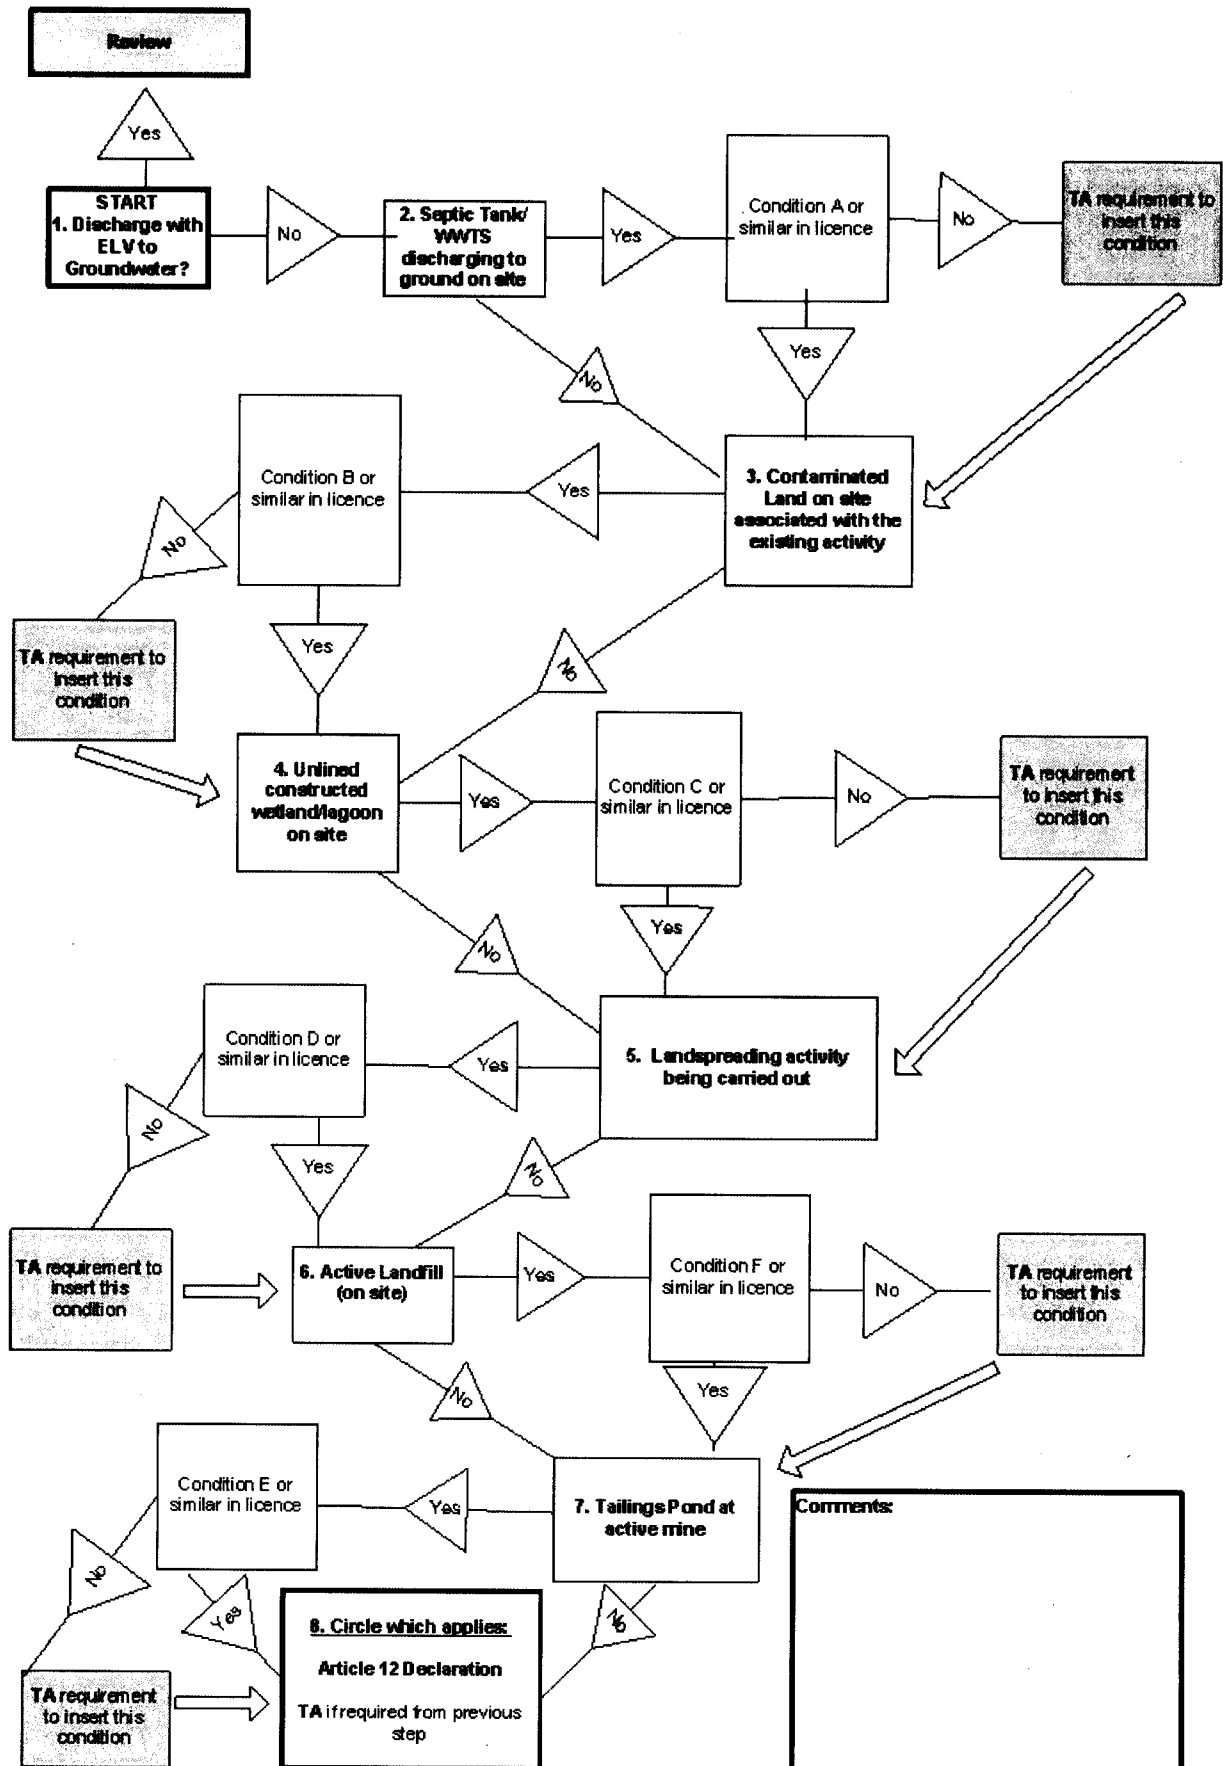 Review
Yes
START
1. Discharge with
ELV to
Groundwater?
No
2. Septic Tank/
WWTS
discharging to
ground on site
Yes
Condition A or
similar in licence
No
TA requirement to
insert this
condition
Yes
No
3. Contaminated
Land on site
associated with the
existing activity
Yes
Condition B or
similar in licence
No
TA requirement to
insert this
condition
Yes
No
4. Unlined
constructed
wetland/lagoon
on site
Yes
Condition C or
similar in licence
No
TA requirement
to insert this
condition
Yes
No
5. Landspreading activity
being carried out
Yes
Condition D or
similar in licence
No
TA requirement to
insert this
condition
Yes
No
6. Active Landfill
(on site)
Yes
Condition F or
similar in licence
No
TA requirement
to insert this
condition
Yes
No
7. Tailings Pond at
active mine
Yes
Condition E or
similar in licence
No
TA requirement
to insert this
condition
Yes
No
8. Circle which applies:
Article 12 Declaration
TA if required from previous
step
Comments: